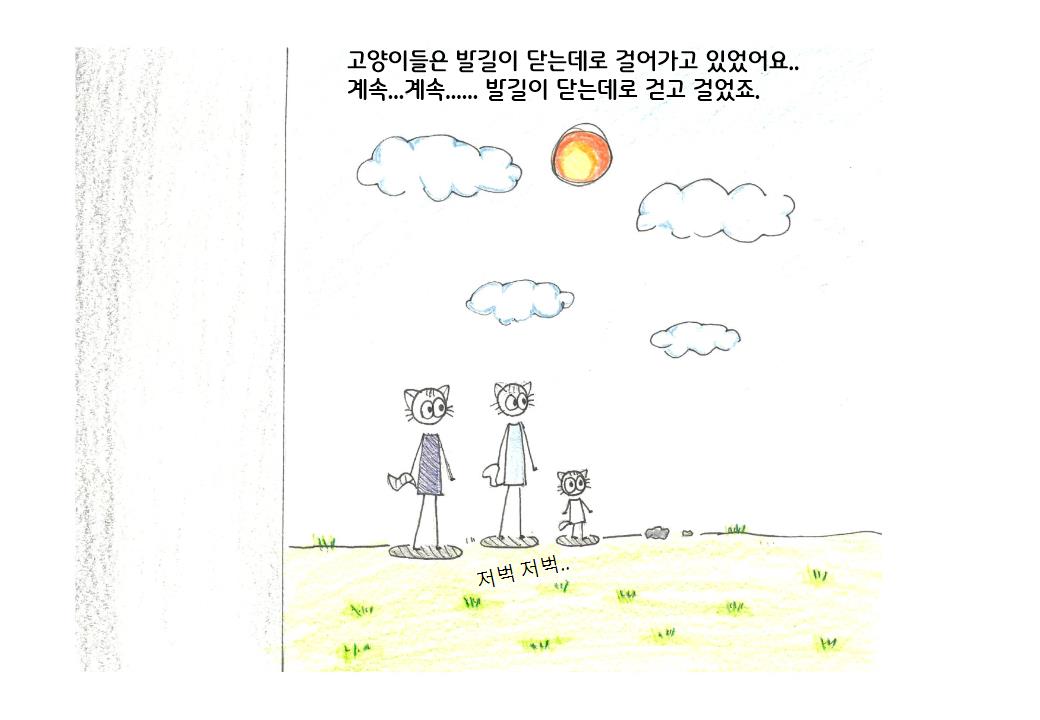 고양이들은 발길이 닫는데로 걸어가고 있었어요..
계속...계속...... 발길이 닫는데로 걷고 걸었죠.
저벅 저벅..